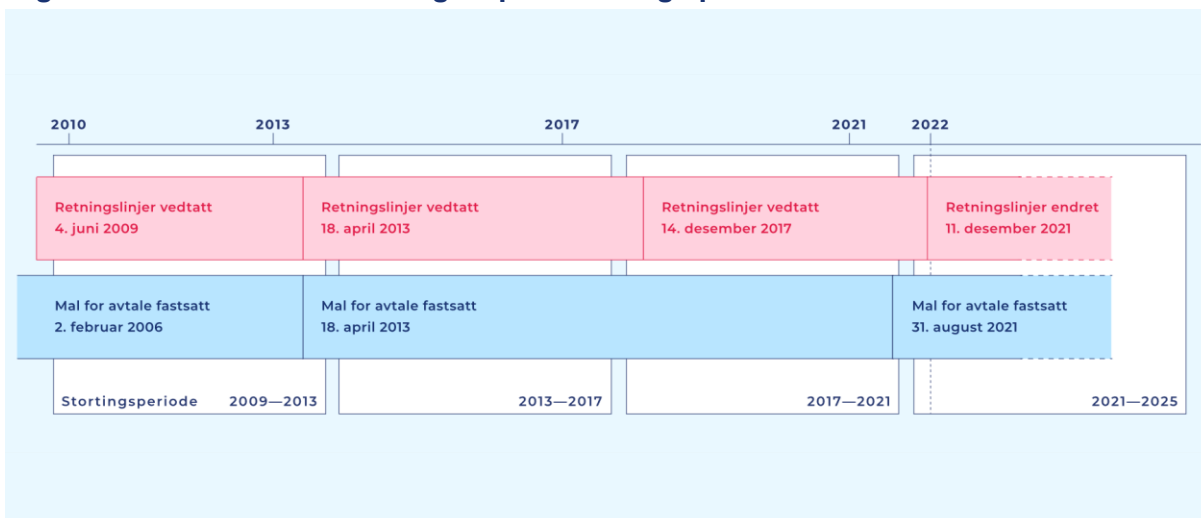 2010 2013 2017 2021 2022
Retningslinjer vedtatt
4. juni 2009
Retningslinjer vedtatt
18. april 2013
Retningslinjer vedtatt
14. desember 2017
Retningslinjer endret
11. desember 2021
Mal for avtale fastsatt
2. februar 2006
Mal for avtale fastsatt
18. april 2013
Mal for avtale fastsatt
31. august 2021
Stortingsperiode 2009—2013
2013—2017
2017—2021
2021—2025